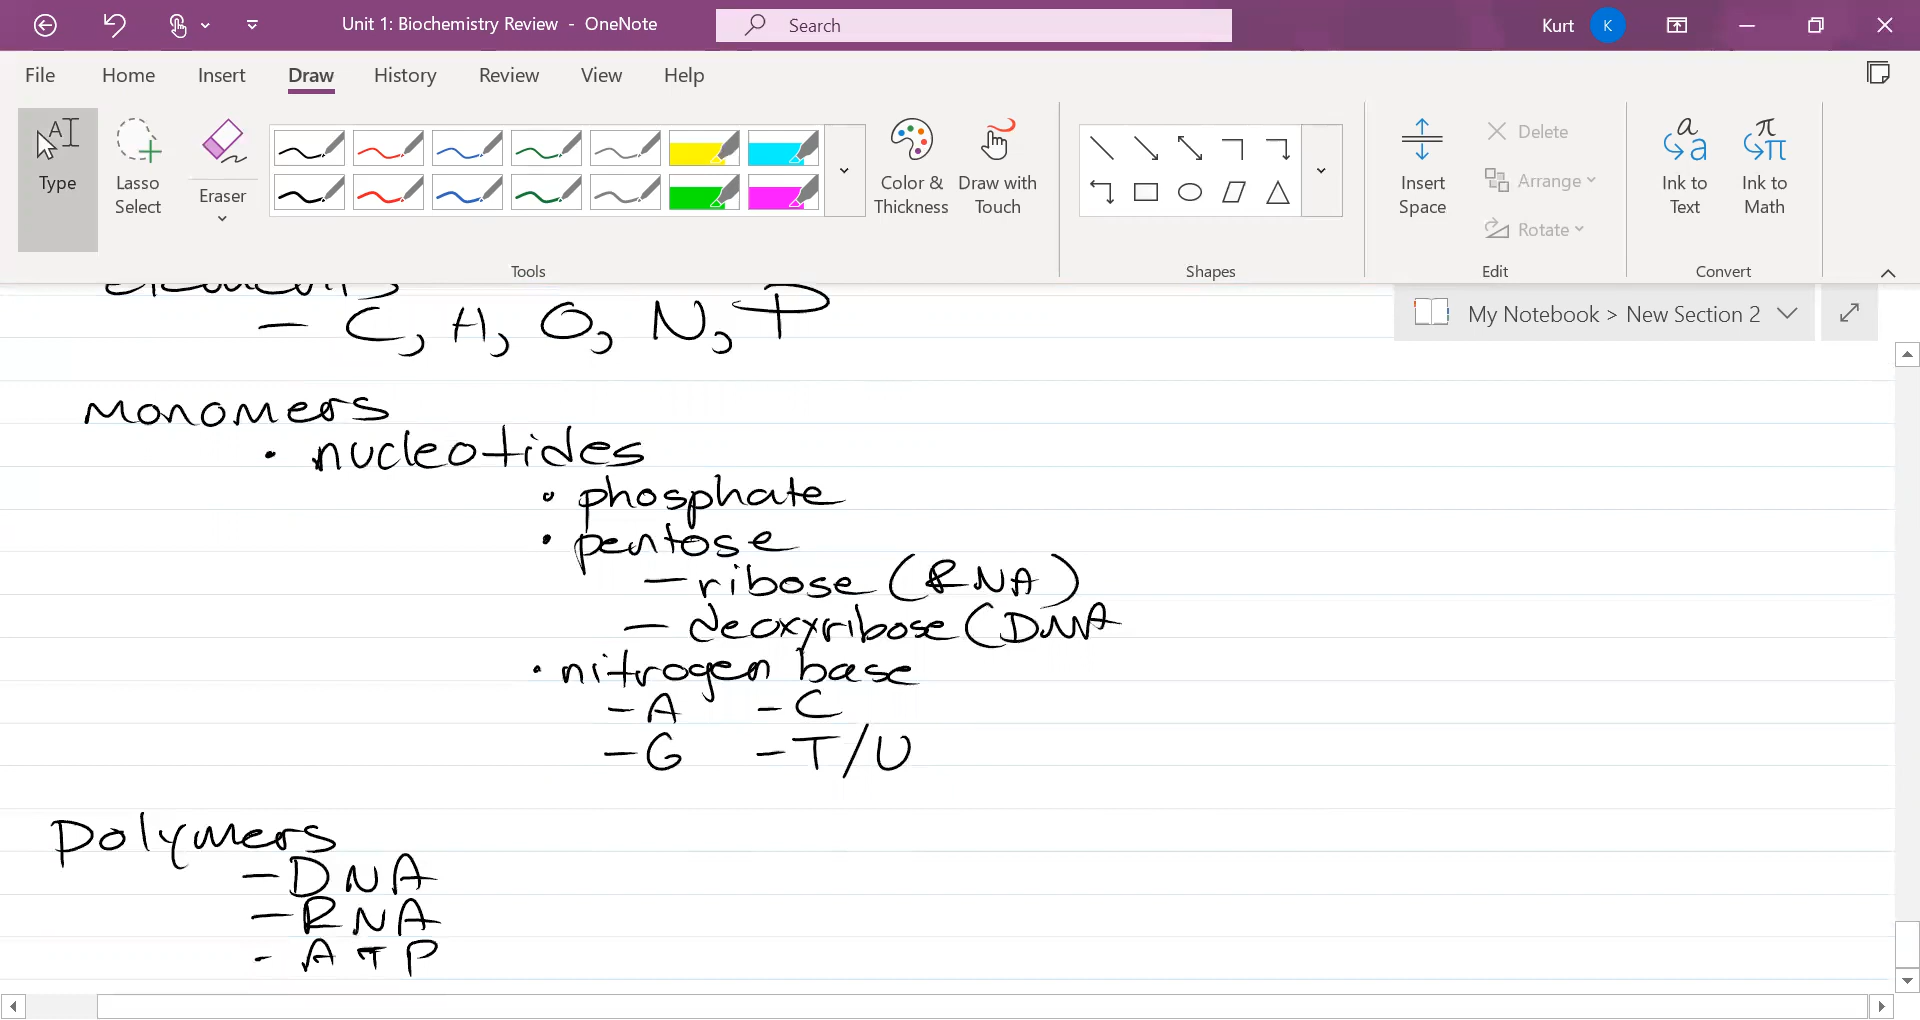 Unit 1: Biochemistry Review - OneNote
Search
Kurt
K
File Home Insert Draw History Review View Help
Type
Lasso Select
Eraser
Color & Thickness
Draw with Touch
Insert Space
Delete
Arrange
Rotate
Ink to Text
Ink to Math
Tools
Shapes
Edit
Convert
My Notebook > New Section 2
elements
- C, H, O, N, P
Monomers
• nucleotides
• phosphate
• pentose
- ribose (RNA)
- deoxyribose (DNA
• nitrogen base
- A - C
- G - T/U
Polymers
- DNA
- RNA
- ATP